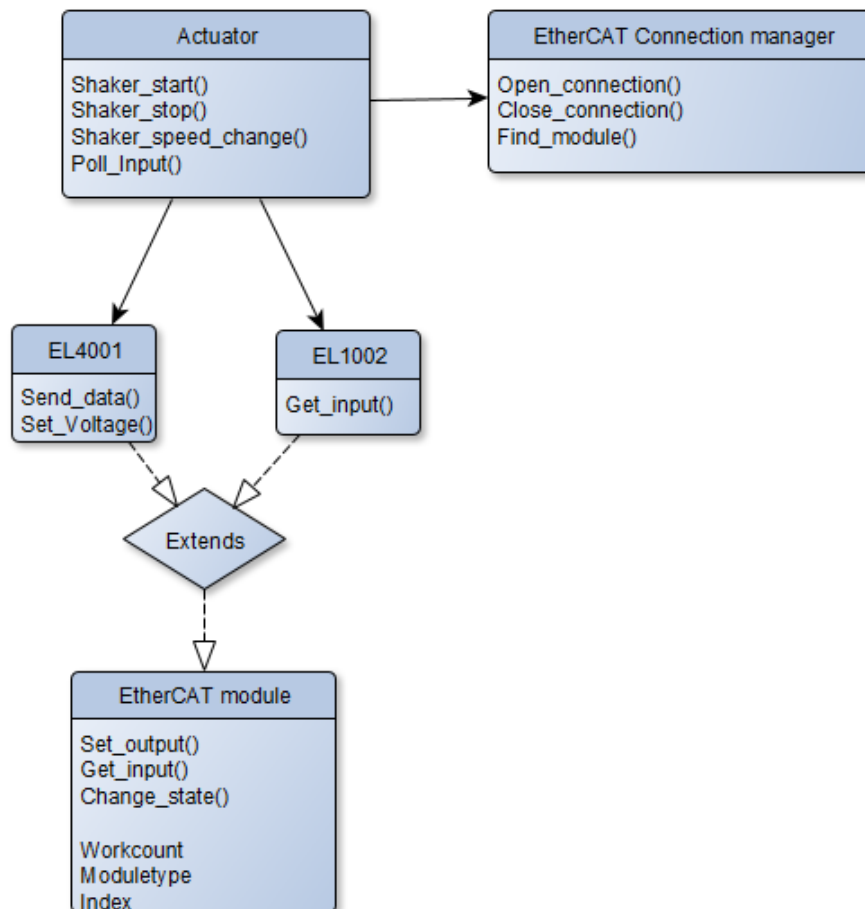 Actuator
Shaker_start()
Shaker_stop()
Shaker_speed_change()
Poll_Input()
EtherCAT Connection manager
Open_connection()
Close_connection()
Find_module()
EL4001
Send_data()
Set_Voltage()
EL1002
Get_input()
Extends
EtherCAT module
Set_output()
Get_input()
Change_state()
Workcount
Moduletype
Index